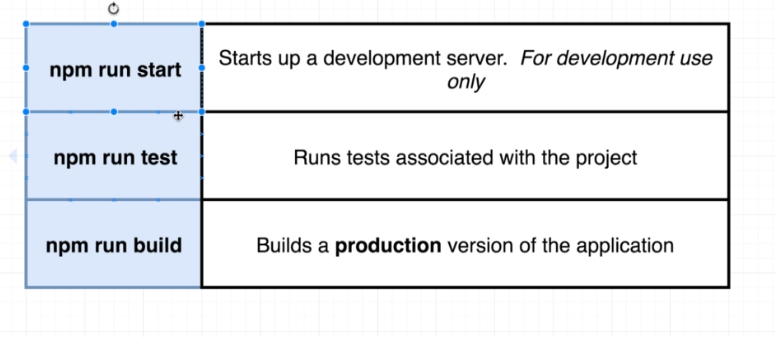 npm run start
Starts up a development server.  For development use
only
npm run test
Runs tests associated with the project
npm run build
Builds a production version of the application